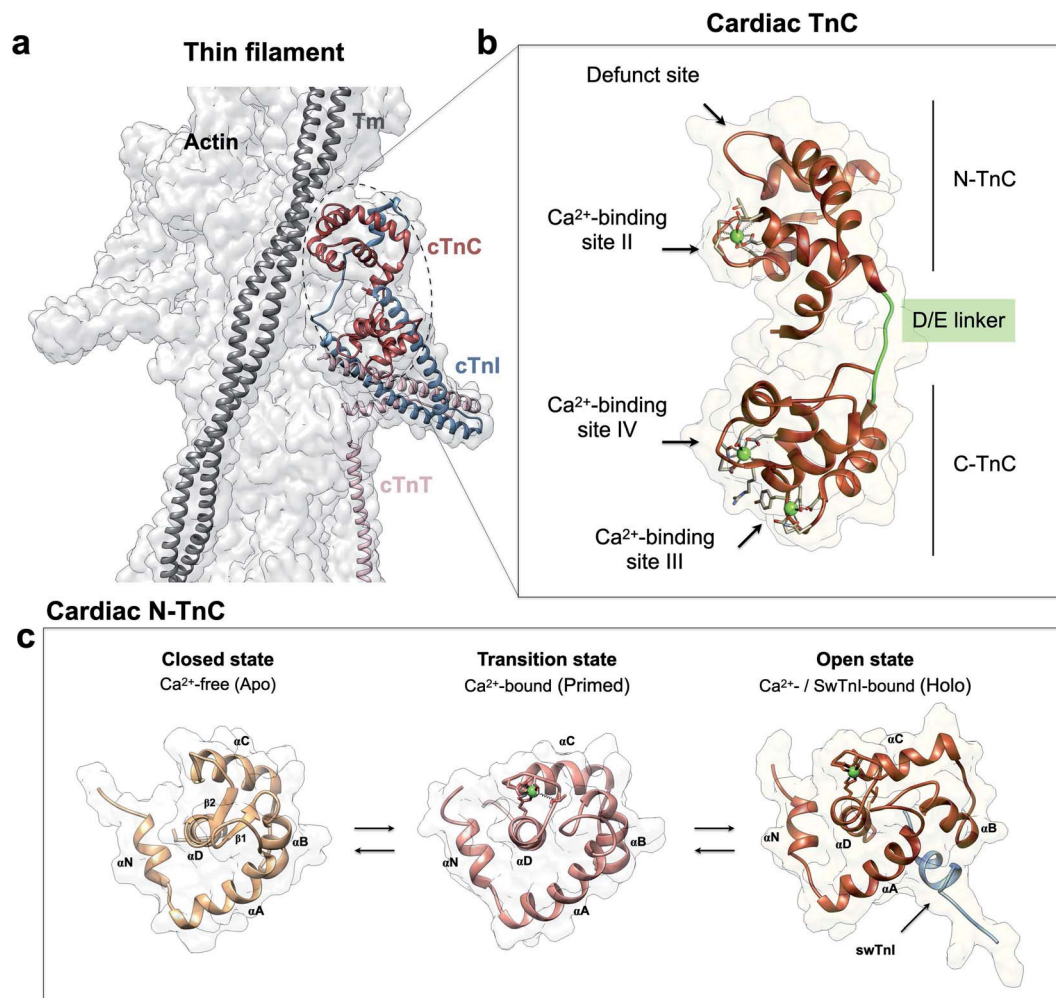 a
Thin filament
Tm
Actin
cTnC
cTnI
cTnT
Cardiac TnC
b
Defunct site
N-TnC
Ca²⁺-binding
site II
D/E linker
Ca²⁺-binding
site IV
C-TnC
Ca²⁺-binding
site III
Cardiac N-TnC
c
Closed state
Ca²⁺-free (Apo)
αC
β2
β1
αB
αN
αD
αA
Transition state
Ca²⁺-bound (Primed)
αC
αN
αD
αB
αA
Open state
Ca²⁺- / SwTnI-bound (Holo)
αC
αB
αN
αD
αA
swTnI